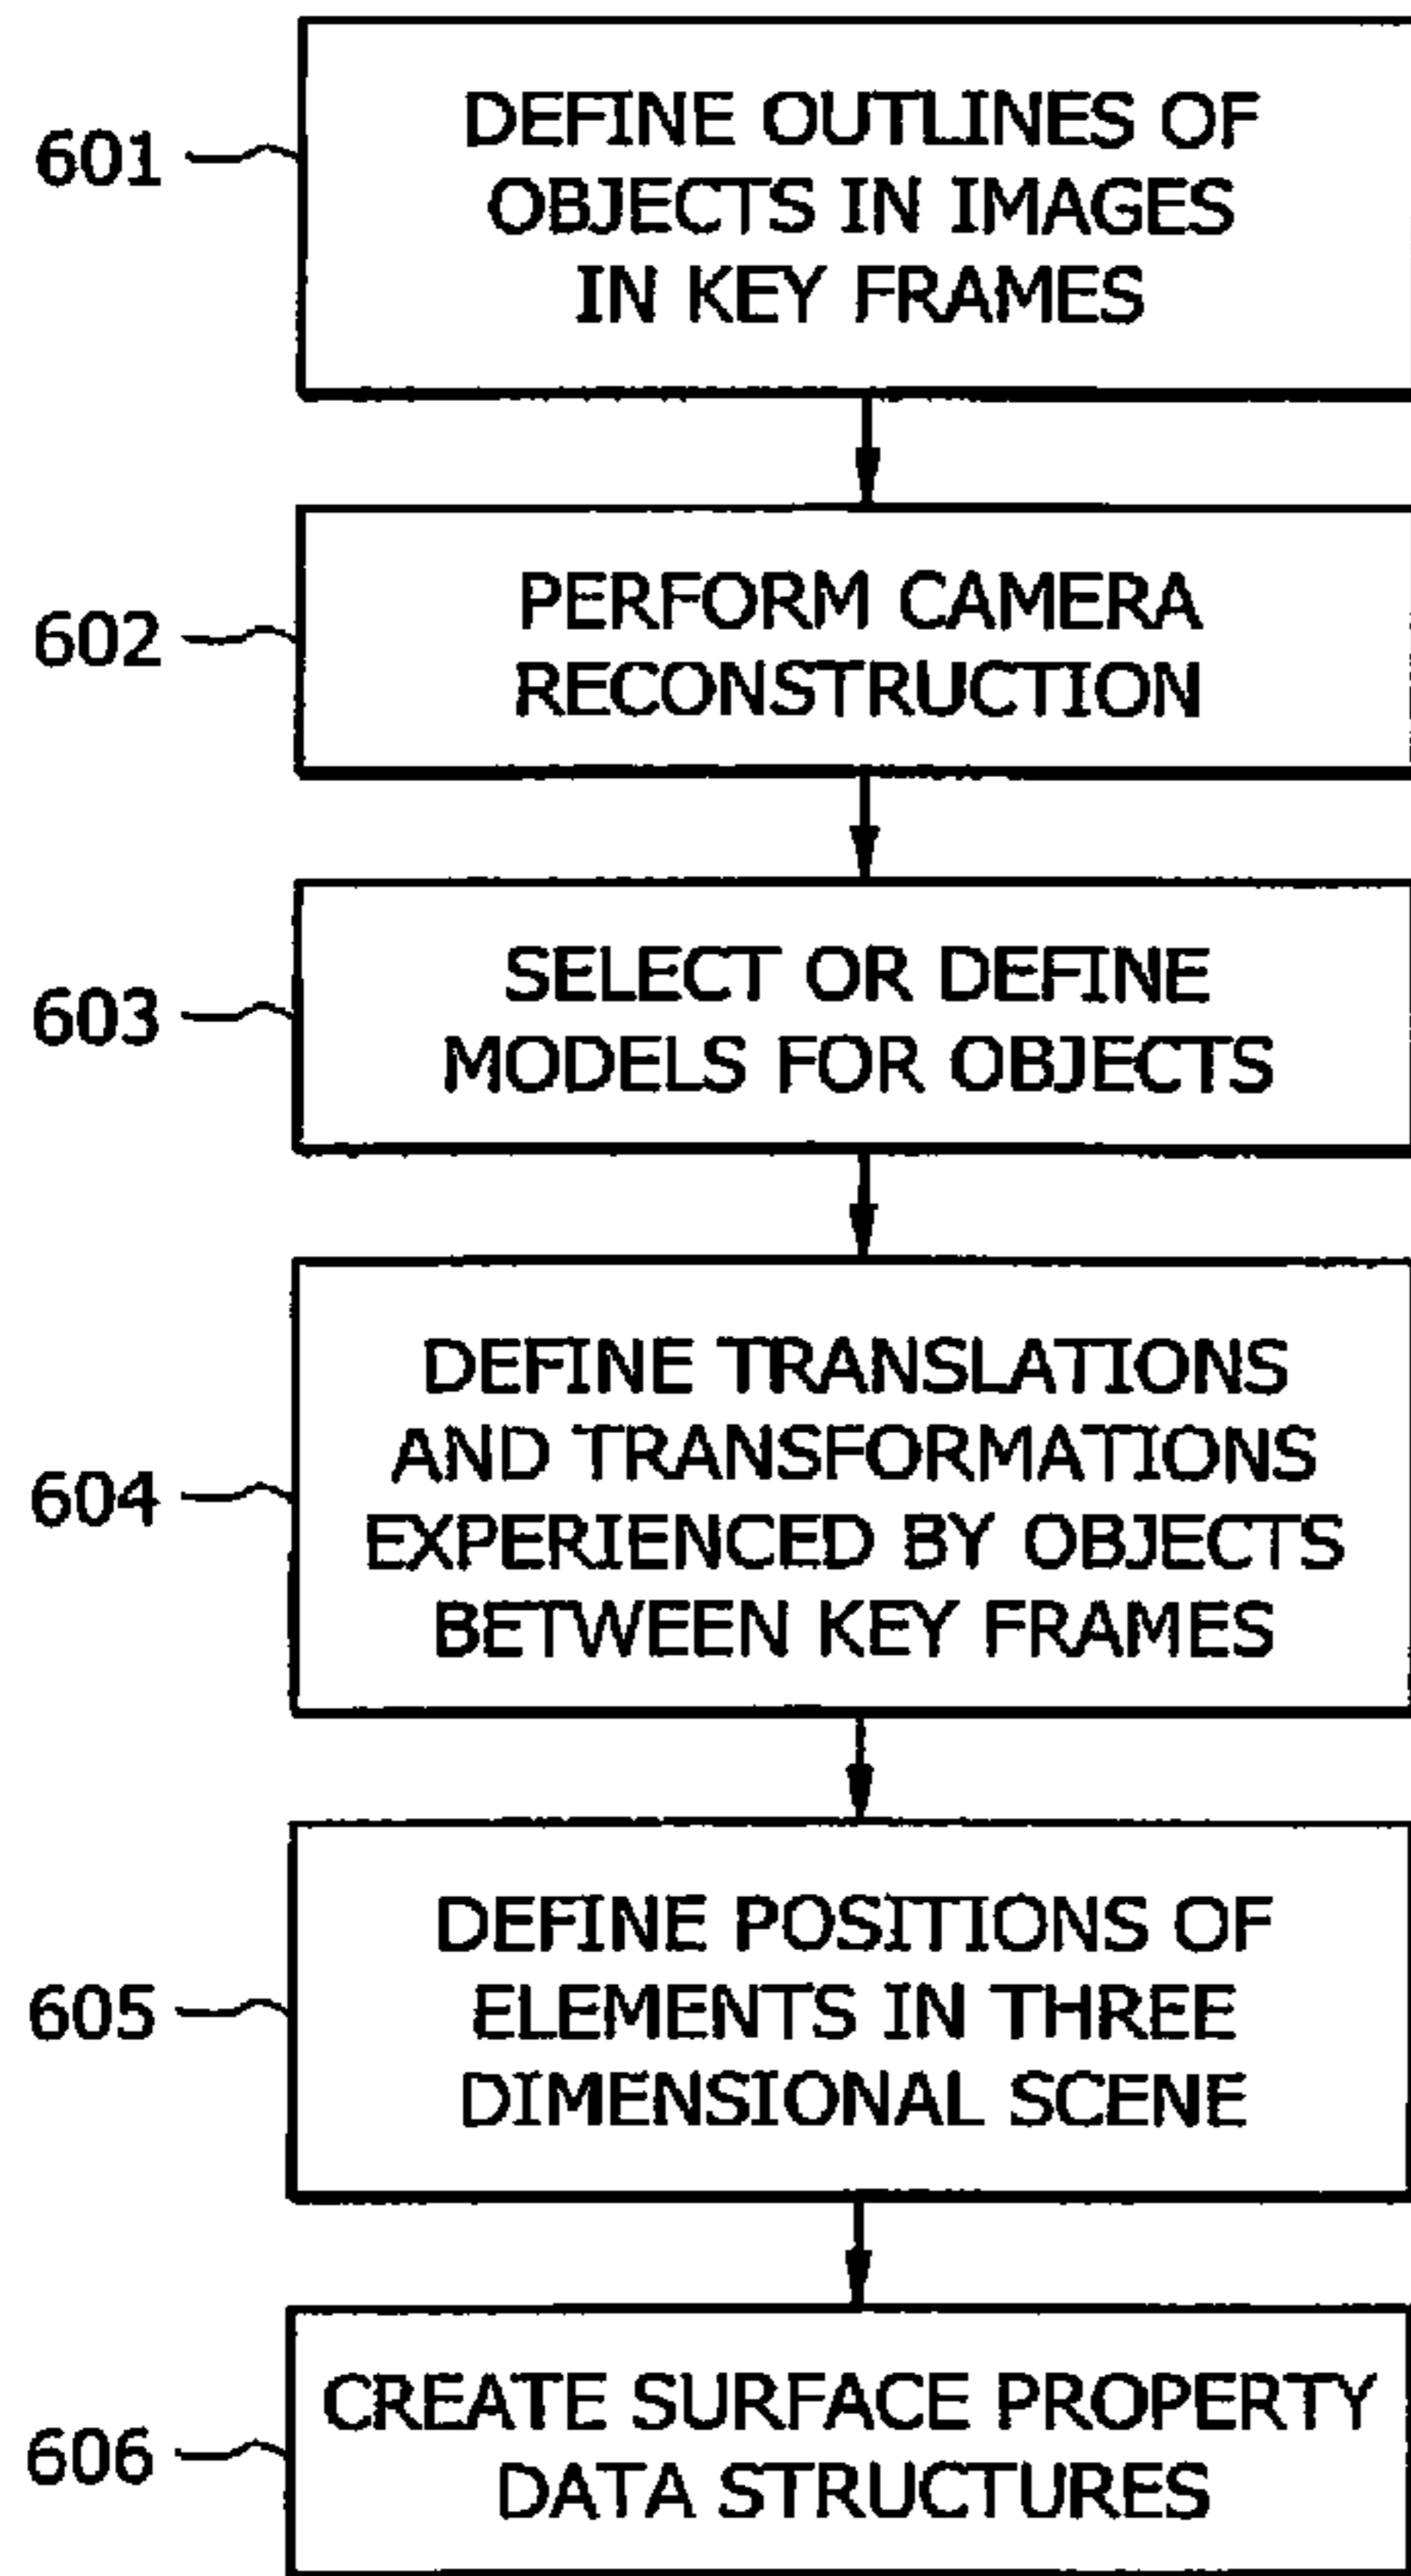 601
DEFINE OUTLINES OF
OBJECTS IN IMAGES
IN KEY FRAMES
602
PERFORM CAMERA
RECONSTRUCTION
603
SELECT OR DEFINE
MODELS FOR OBJECTS
604
DEFINE TRANSLATIONS
AND TRANSFORMATIONS
EXPERIENCED BY OBJECTS
BETWEEN KEY FRAMES
605
DEFINE POSITIONS OF
ELEMENTS IN THREE
DIMENSIONAL SCENE
606
CREATE SURFACE PROPERTY
DATA STRUCTURES